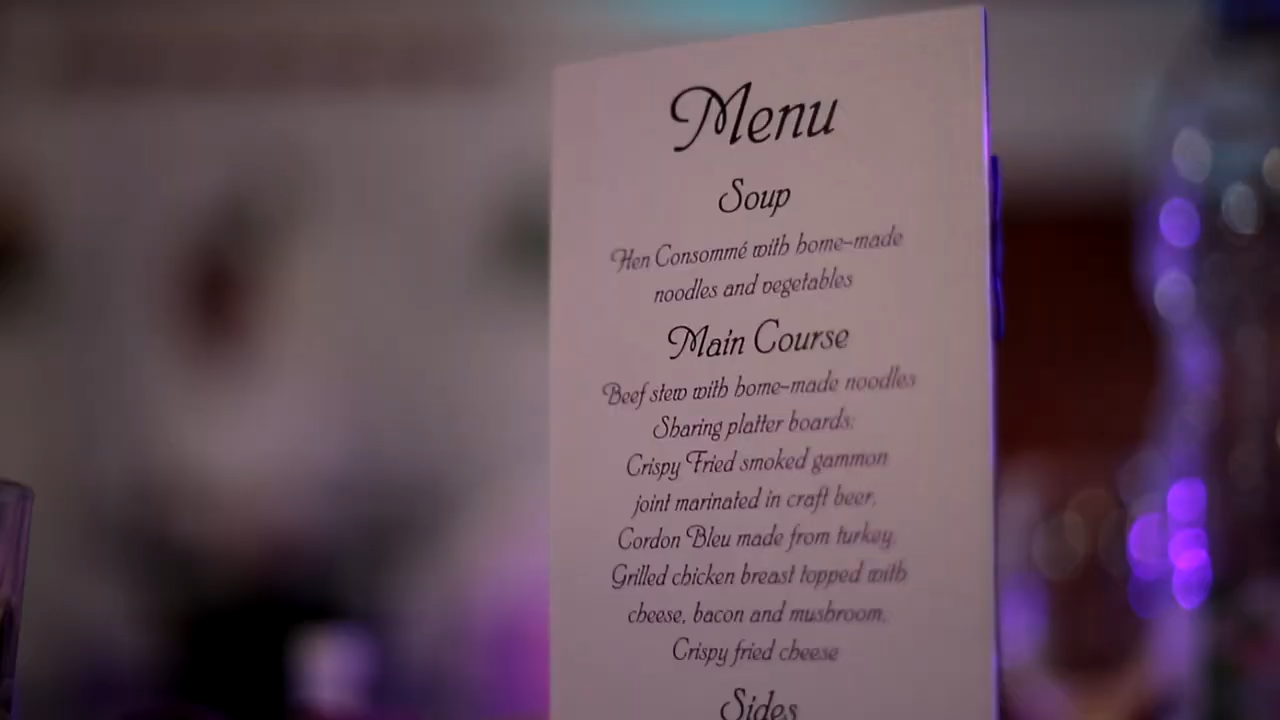 Menu
Soup
Hen Consommé with home-made
noodles and vegetables
Main Course
Beef stew with home-made noodles
Sharing platter boards:
Crispy Fried smoked gammon
joint marinated in craft beer,
Cordon Bleu made from turkey,
Grilled chicken breast topped with
cheese, bacon and mushroom,
Crispy fried cheese
Sides